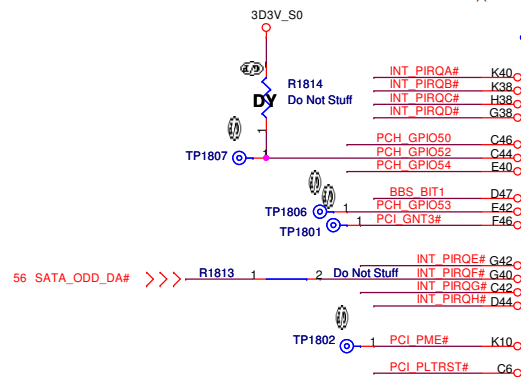 3D3V_S0
R1814
DY Do Not Stuff
1
TP1807 1
INT_PIRQA# K40
INT_PIRQB# K38
INT_PIRQC# H38
INT_PIRQD# G38
PCH_GPIO50 C46
PCH_GPIO52 C44
PCH_GPIO54 E40
BBS_BIT1 D47
TP1806 1 PCH_GPIO53 E42
TP1801 1 PCI_GNT3# F46
INT_PIRQE# G42
56 SATA_ODD_DA# R1813 1 2 Do Not Stuff INT_PIRQF# G40
INT_PIRQG# C42
INT_PIRQH# D44
TP1802 1 PCI_PME# K10
PCI_PLTRST# C6